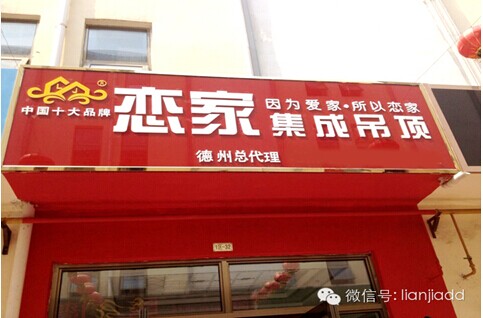 ®
中国十大品牌
恋家
因为爱家·所以恋家
集成吊顶
德州总代理
微信号: lianjiadd